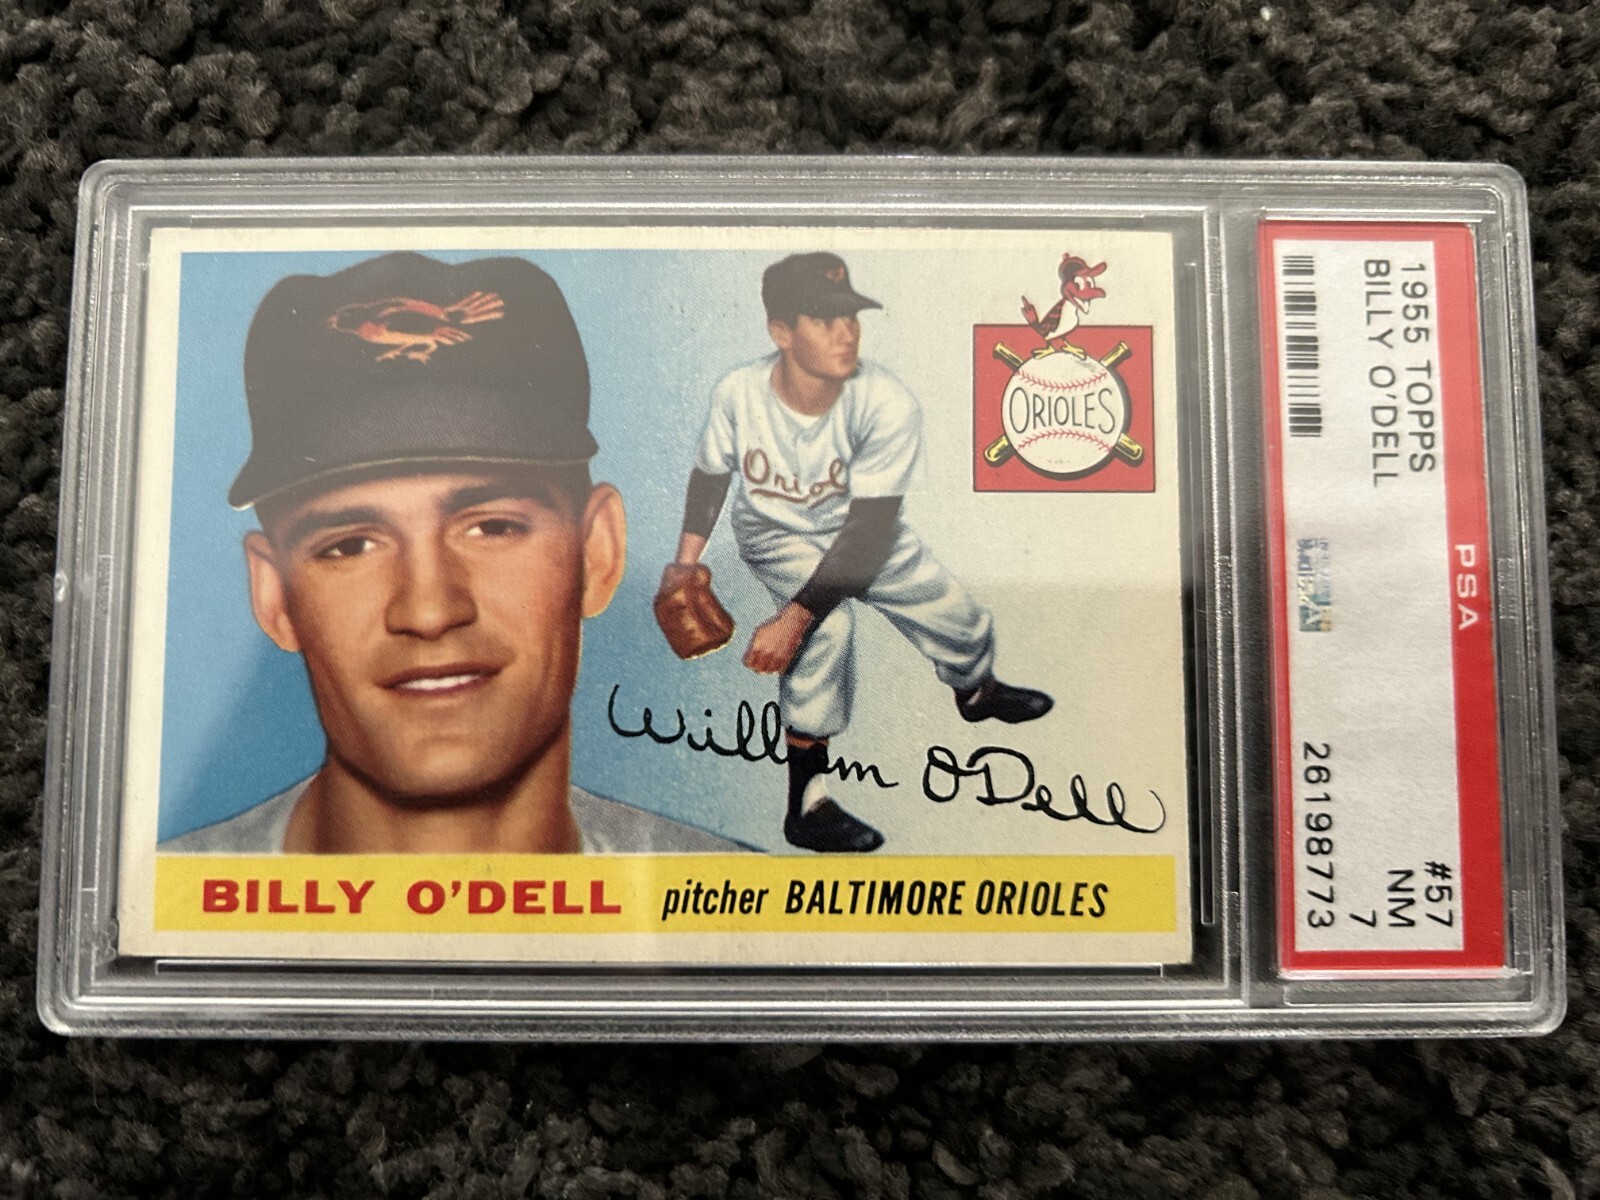 ORIOLES
Oriol
William O'Dell
BILLY O'DELL pitcher BALTIMORE ORIOLES
PSA
1955 TOPPS #57
BILLY O'DELL NM
7
26198773